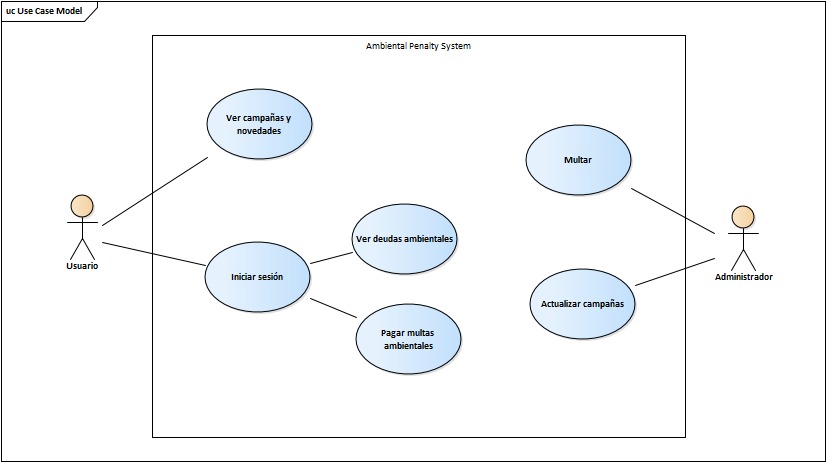 uc Use Case Model
Ambiental Penalty System
Ver campañas y
novedades
Multar
Usuario
Iniciar sesión
Ver deudas ambientales
Pagar multas
ambientales
Administrador
Actualizar campañas